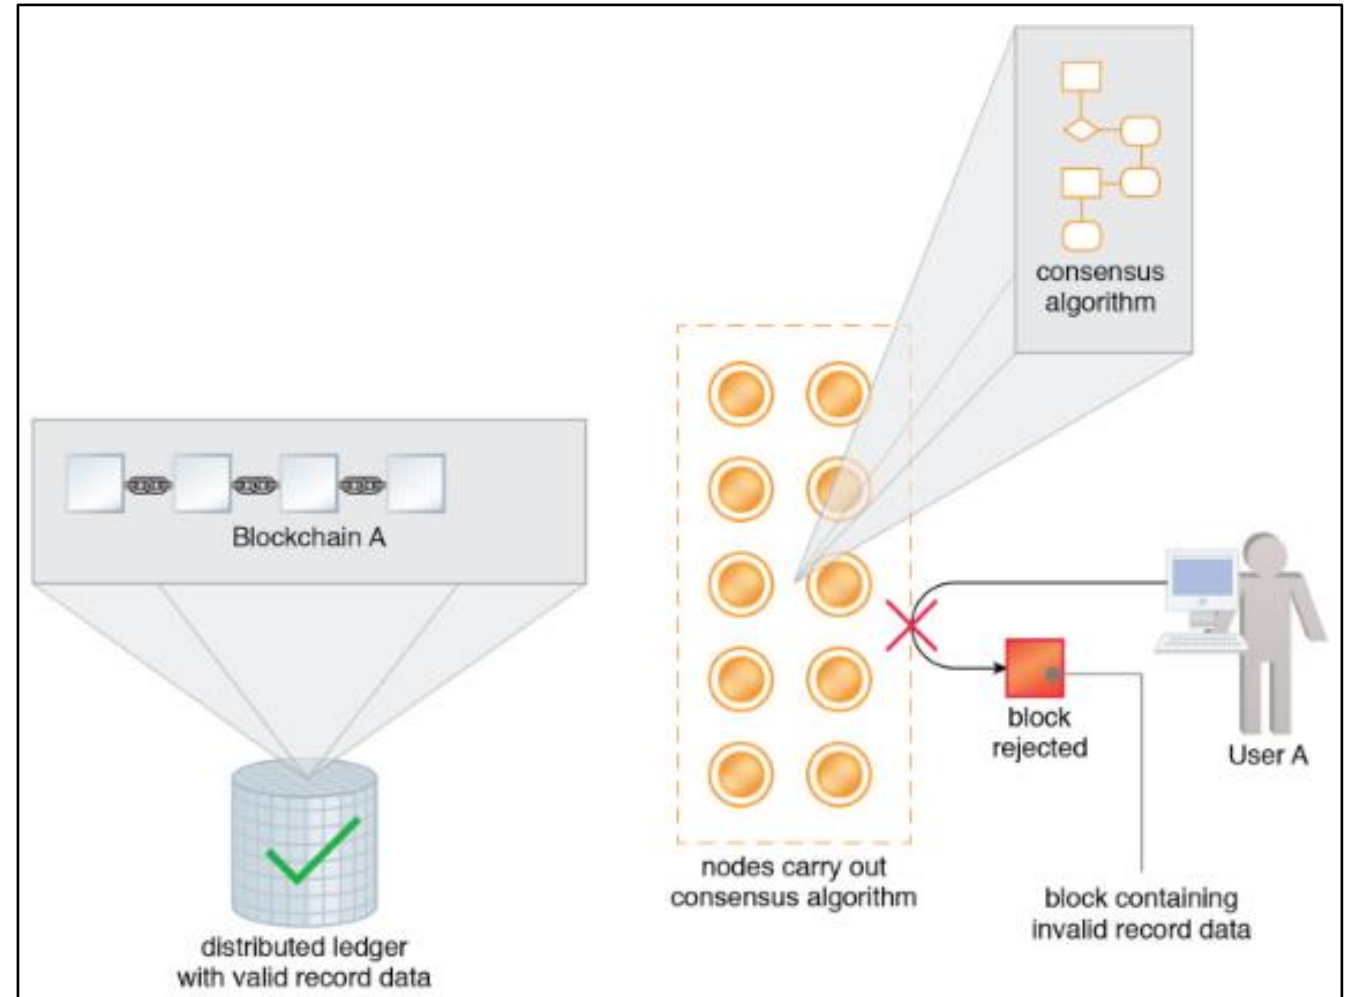 consensus
algorithm
Blockchain A
block
rejected
User A
nodes carry out
consensus algorithm
block containing
invalid record data
distributed ledger
with valid record data